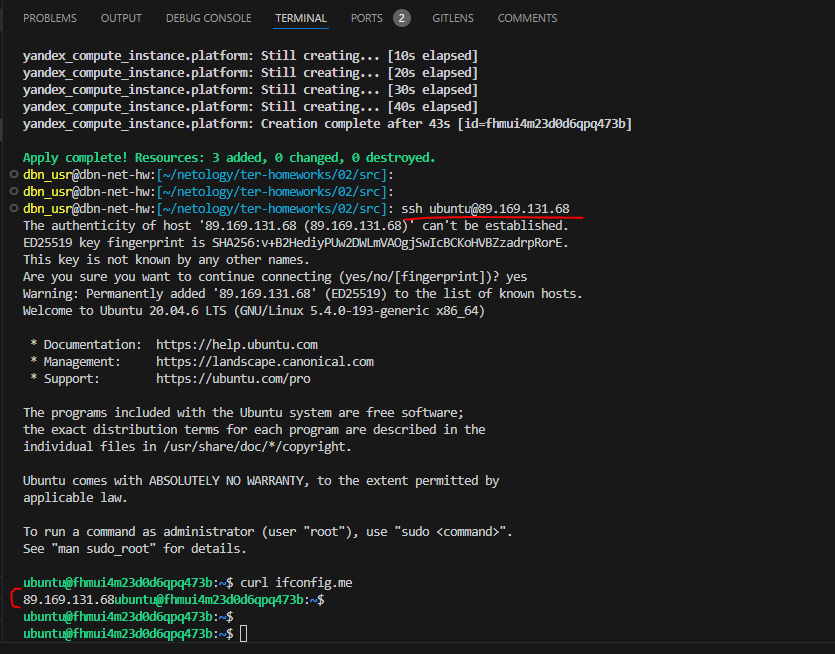 PROBLEMS OUTPUT DEBUG CONSOLE TERMINAL PORTS 2 GITLENS COMMENTS
yandex_compute_instance.platform: Still creating... [10s elapsed]
yandex_compute_instance.platform: Still creating... [20s elapsed]
yandex_compute_instance.platform: Still creating... [30s elapsed]
yandex_compute_instance.platform: Still creating... [40s elapsed]
yandex_compute_instance.platform: Creation complete after 43s [id=fhmui4m23d0d6qpq473b]
Apply complete! Resources: 3 added, 0 changed, 0 destroyed.
dbn_usr@dbn-net-hw:[~/netology/ter-homeworks/02/src]:
dbn_usr@dbn-net-hw:[~/netology/ter-homeworks/02/src]:
dbn_usr@dbn-net-hw:[~/netology/ter-homeworks/02/src]: ssh ubuntu@89.169.131.68
The authenticity of host '89.169.131.68 (89.169.131.68)' can't be established.
ED25519 key fingerprint is SHA256:v+B2HediyPUw2DWLmVAOgjSwIcBCKoHVBZzadrpRorE.
This key is not known by any other names.
Are you sure you want to continue connecting (yes/no/[fingerprint])? yes
Warning: Permanently added '89.169.131.68' (ED25519) to the list of known hosts.
Welcome to Ubuntu 20.04.6 LTS (GNU/Linux 5.4.0-193-generic x86_64)
* Documentation: https://help.ubuntu.com
* Management: https://landscape.canonical.com
* Support: https://ubuntu.com/pro
The programs included with the Ubuntu system are free software;
the exact distribution terms for each program are described in the
individual files in /usr/share/doc/*/copyright.
Ubuntu comes with ABSOLUTELY NO WARRANTY, to the extent permitted by
applicable law.
To run a command as administrator (user "root"), use "sudo <command>".
See "man sudo_root" for details.
ubuntu@fhmui4m23d0d6qpq473b:~$ curl ifconfig.me
89.169.131.68ubuntu@fhmui4m23d0d6qpq473b:~$
ubuntu@fhmui4m23d0d6qpq473b:~$
ubuntu@fhmui4m23d0d6qpq473b:~$